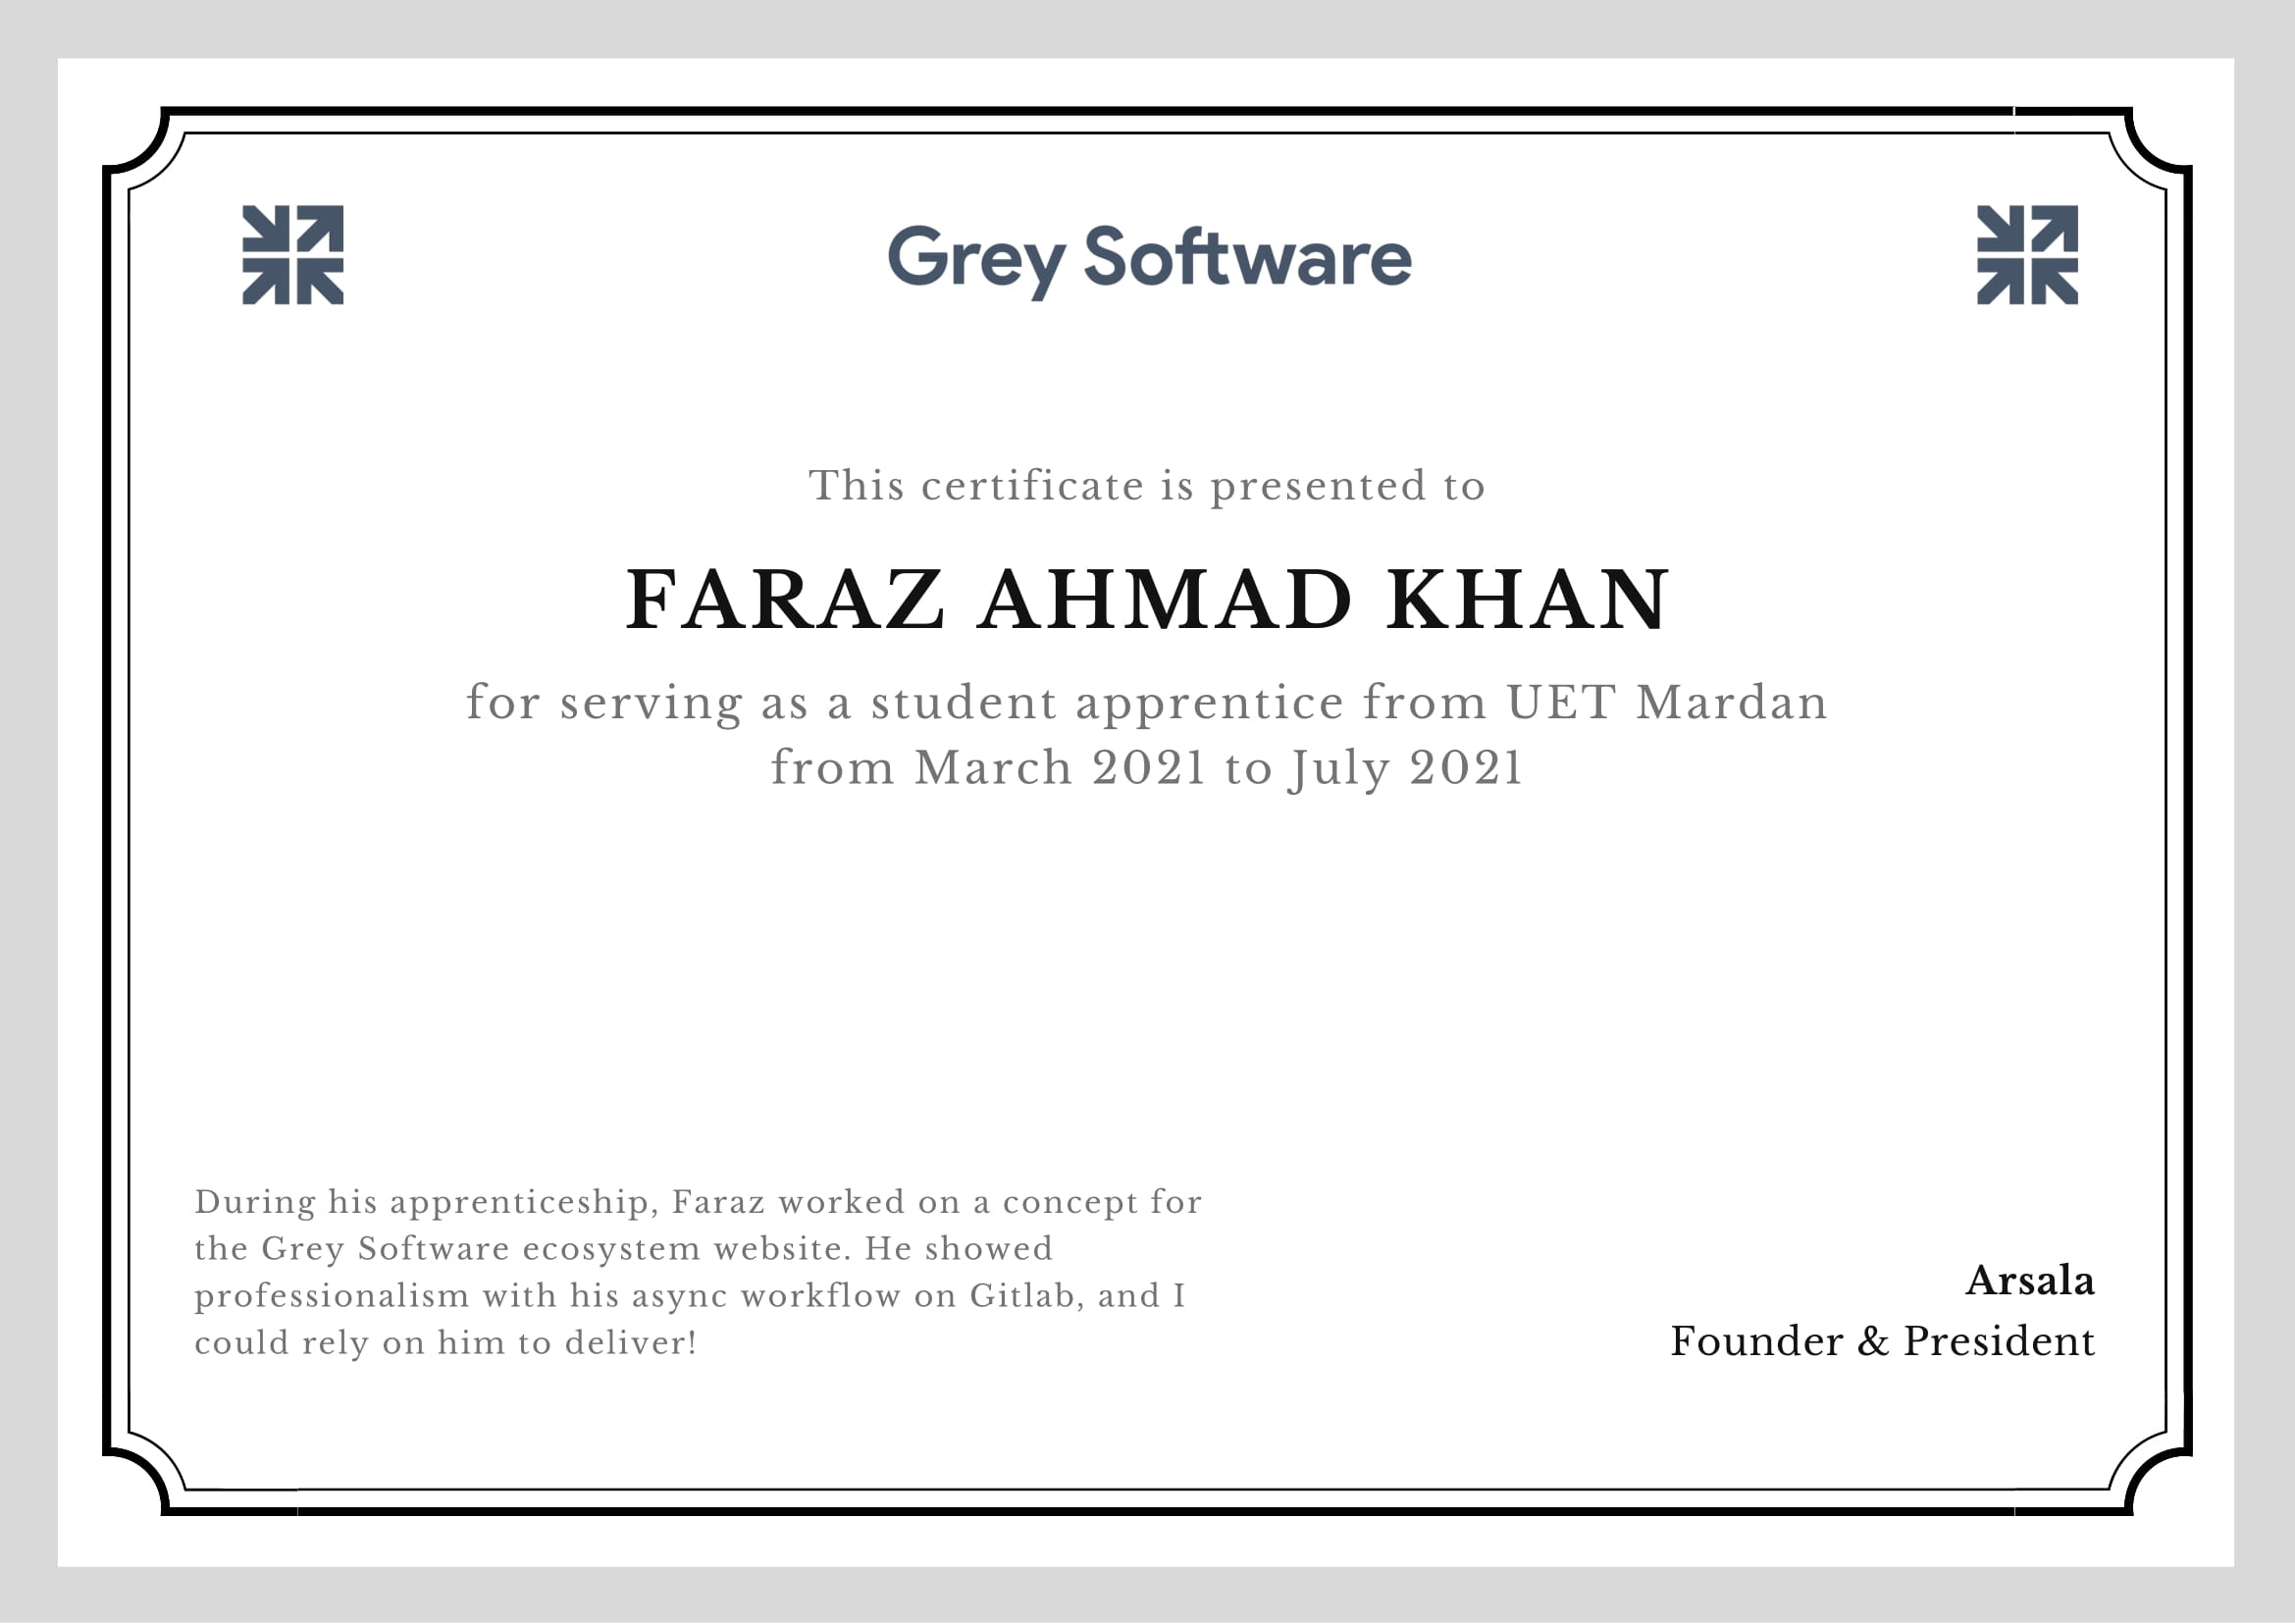 Grey Software
This certificate is presented to
FARAZ AHMAD KHAN
for serving as a student apprentice from UET Mardan
from March 2021 to July 2021
During his apprenticeship, Faraz worked on a concept for
the Grey Software ecosystem website. He showed
professionalism with his async workflow on Gitlab, and I
could rely on him to deliver!
Arsala
Founder & President